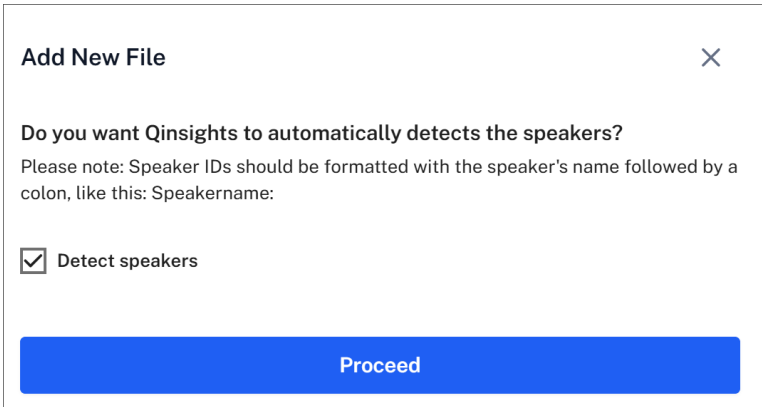 Add New File
Do you want Qinsights to automatically detects the speakers?
Please note: Speaker IDs should be formatted with the speaker's name followed by a
colon, like this: Speakername:
Detect speakers
Proceed